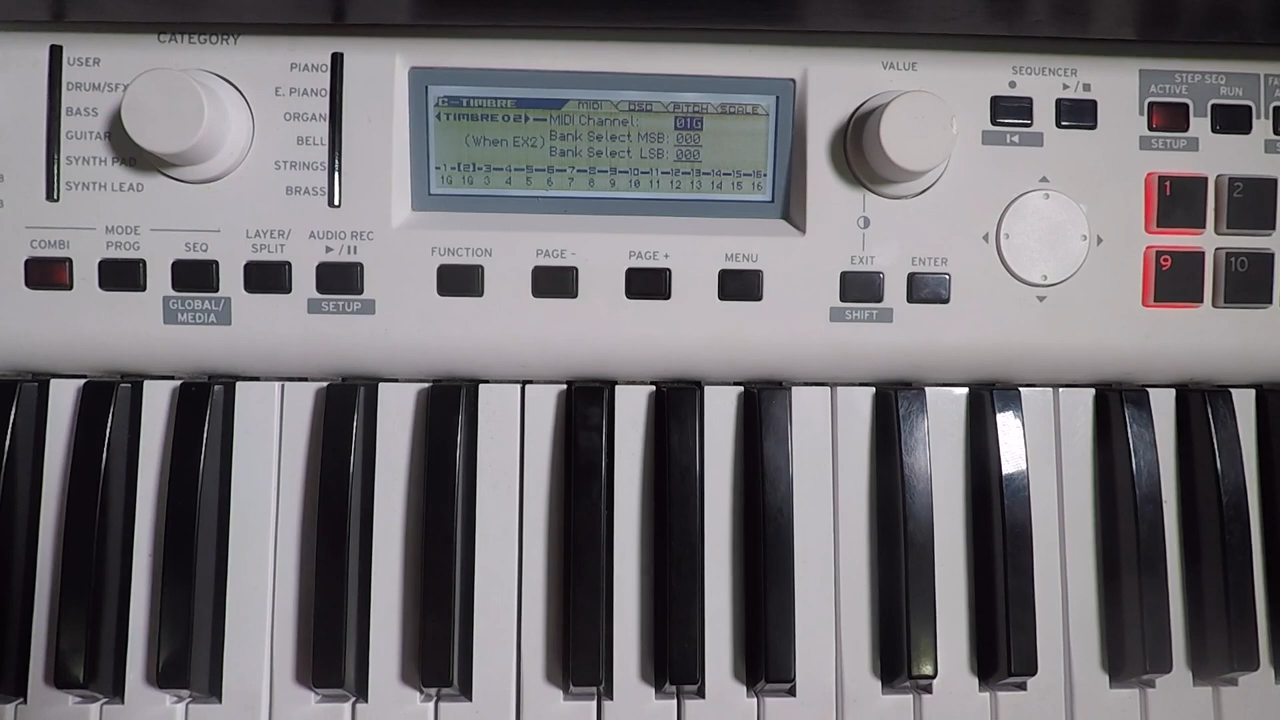 CATEGORY
USER
DRUM/SFX
BASS
GUITAR
SYNTH PAD
SYNTH LEAD
PIANO
E. PIANO
ORGAN
BELL
STRINGS
BRASS
C-TIMBRE MIDI OSC PITCH SCALE
TIMBRE02 MIDI Channel: 01G
(When EX2) Bank Select MSB: 000
Bank Select LSB: 000
1 [2] 3 4 5 6 7 8 9 10 11 12 13 14 15 16
1G 1G 3 4 5 6 7 8 9 10 11 12 13 14 15 16
VALUE
SEQUENCER
STEP SEQ
ACTIVE RUN
SETUP
1 2
9 10
MODE
COMBI PROG SEQ
GLOBAL/
MEDIA
LAYER/
SPLIT
AUDIO REC
SETUP
FUNCTION PAGE - PAGE + MENU
EXIT ENTER
SHIFT